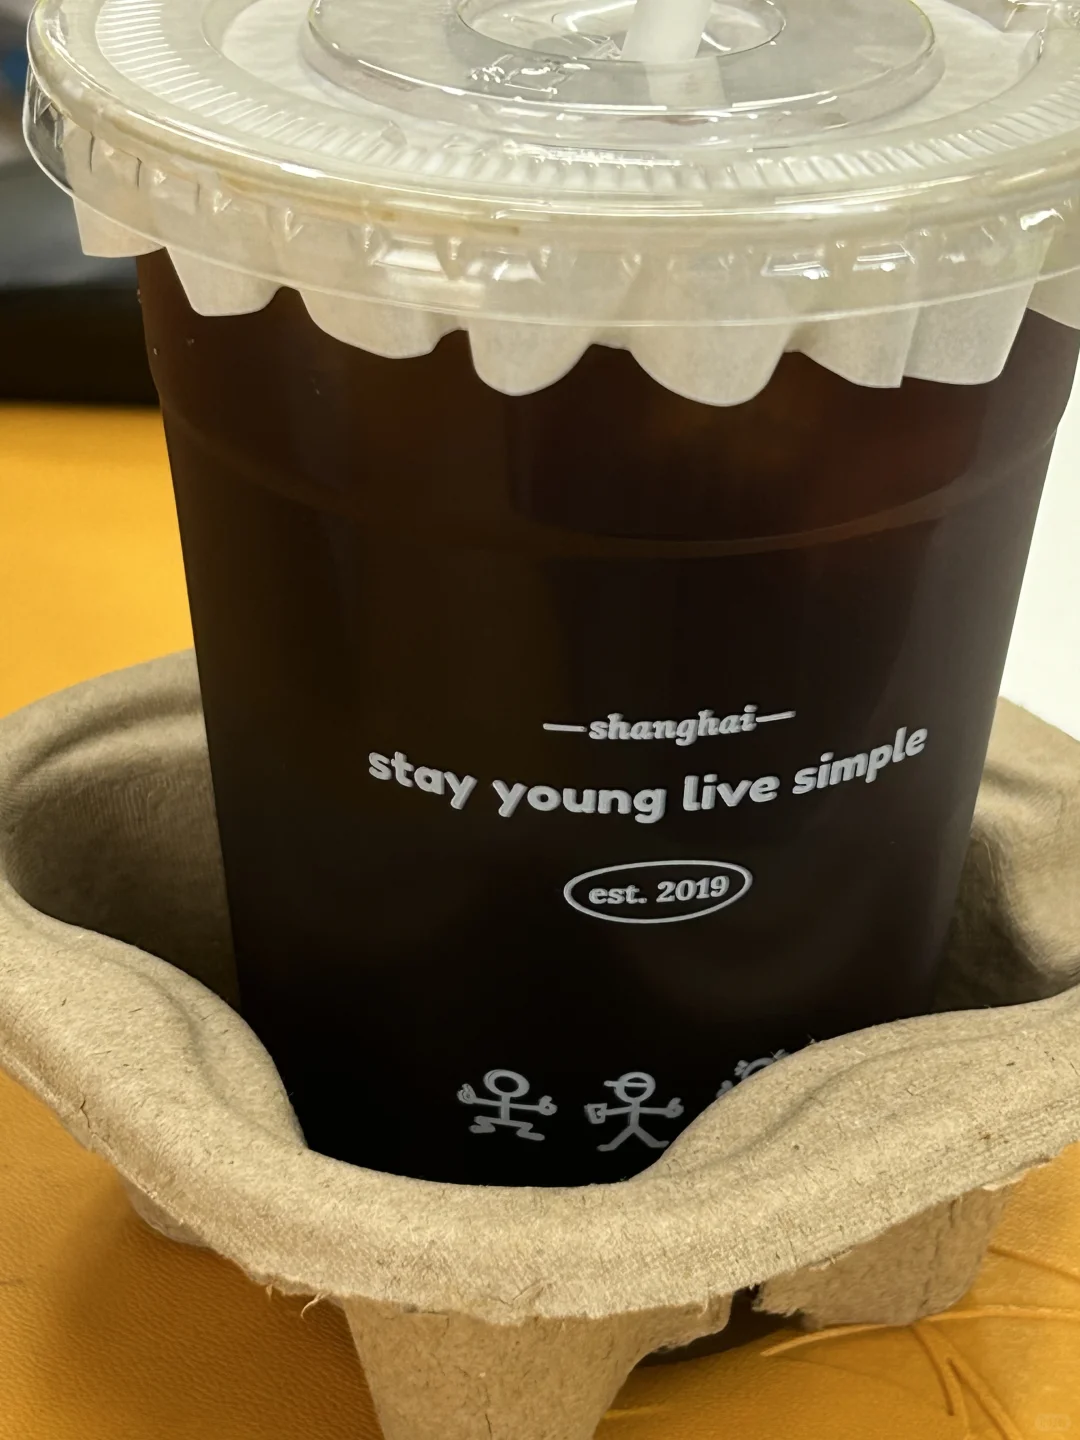 —shanghai—
stay young live simple
est. 2019